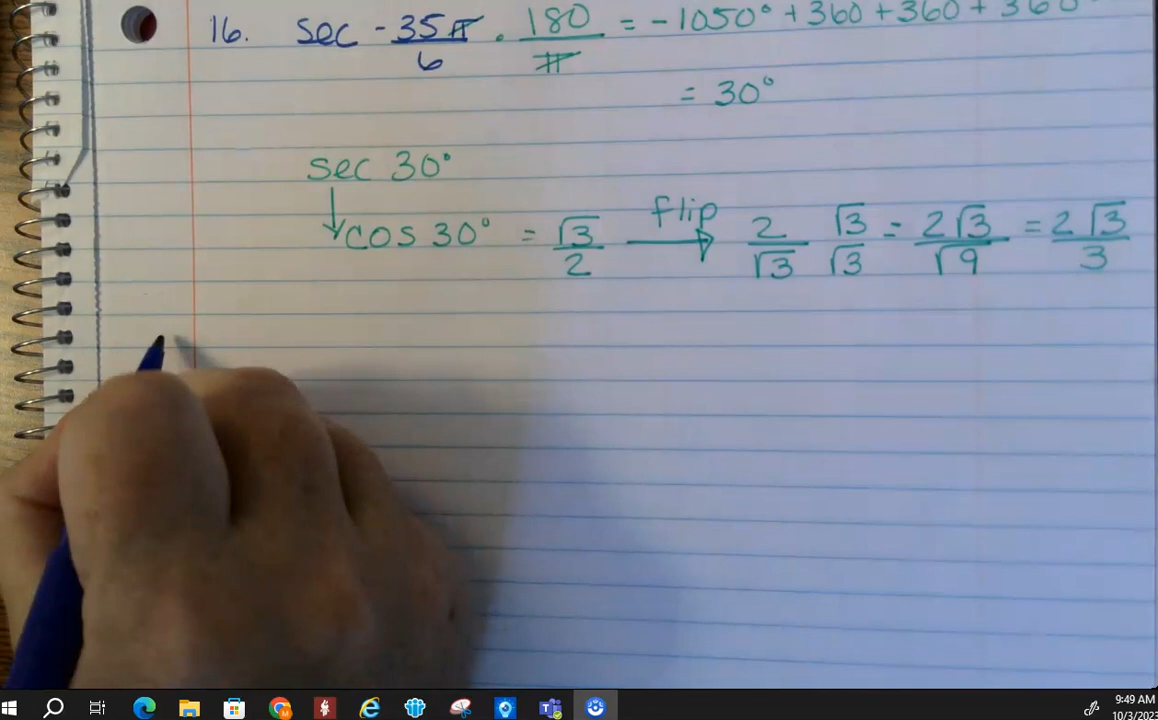 16. sec -35π/6 · 180/π = -1050° + 360 + 360 + 360
= 30°
sec 30°
↓
cos 30° = √3/2 flip → 2/√3 √3/√3 = 2√3/√9 = 2√3/3
9:49 AM